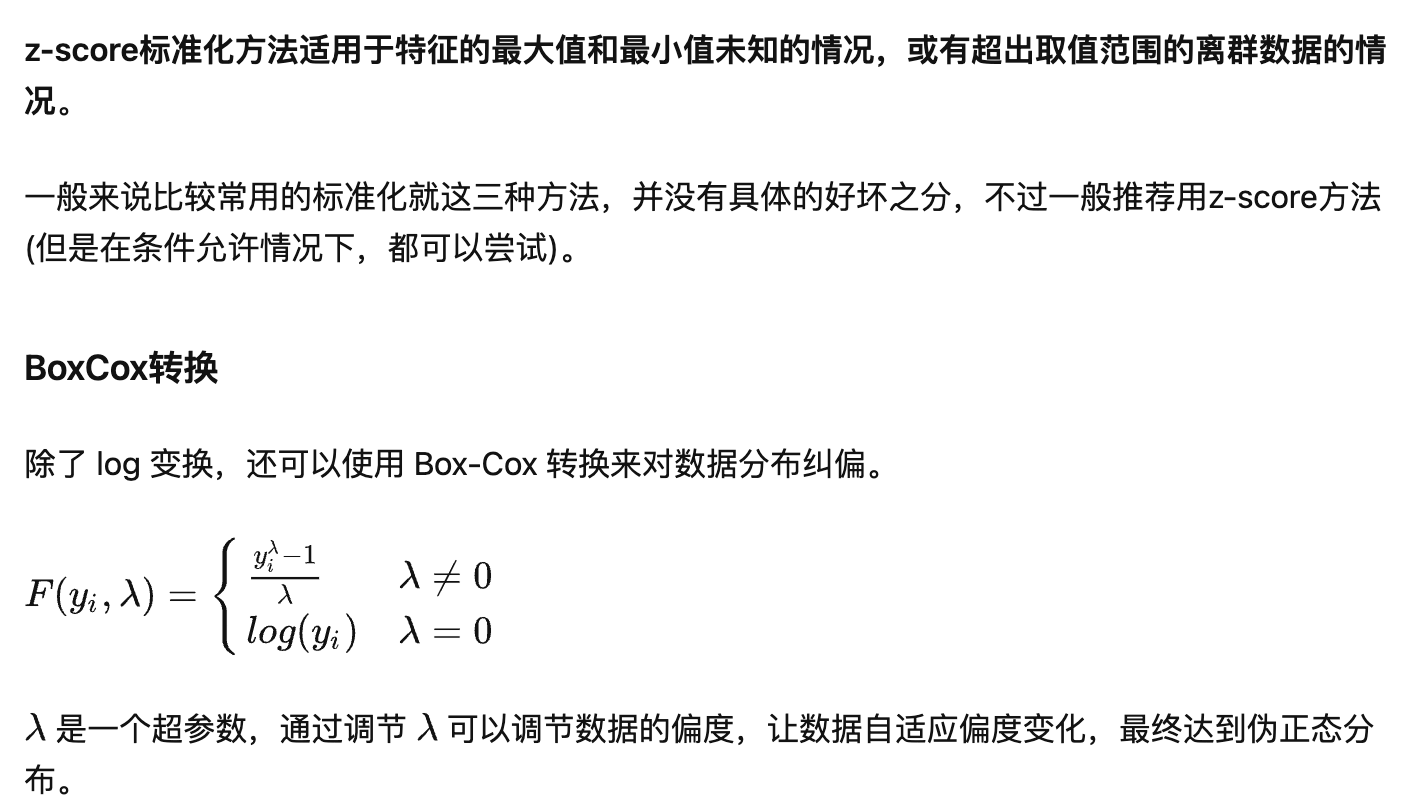 z-score标准化方法适用于特征的最大值和最小值未知的情况，或有超出取值范围的离群数据的情
况。
一般来说比较常用的标准化就这三种方法，并没有具体的好坏之分，不过一般推荐用z-score方法
(但是在条件允许情况下，都可以尝试)。
BoxCox转换
除了 log 变换，还可以使用 Box-Cox 转换来对数据分布纠偏。
$F(y_i, \lambda) = \begin{cases} \frac{y_i^\lambda - 1}{\lambda} & \lambda \neq 0 \\ log(y_i) & \lambda = 0 \end{cases}$
λ 是一个超参数，通过调节 λ 可以调节数据的偏度，让数据自适应偏度变化，最终达到伪正态分
布。